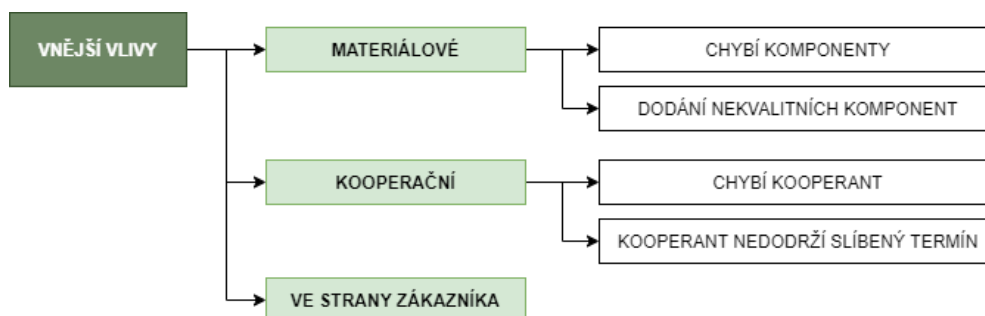 VNĚJŠÍ VLIVY
MATERIÁLOVÉ
CHYBÍ KOMPONENTY
DODÁNÍ NEKVALITNÍCH KOMPONENT
KOOPERAČNÍ
CHYBÍ KOOPERANT
KOOPERANT NEDODRŽÍ SLÍBENÝ TERMÍN
VE STRANY ZÁKAZNÍKA